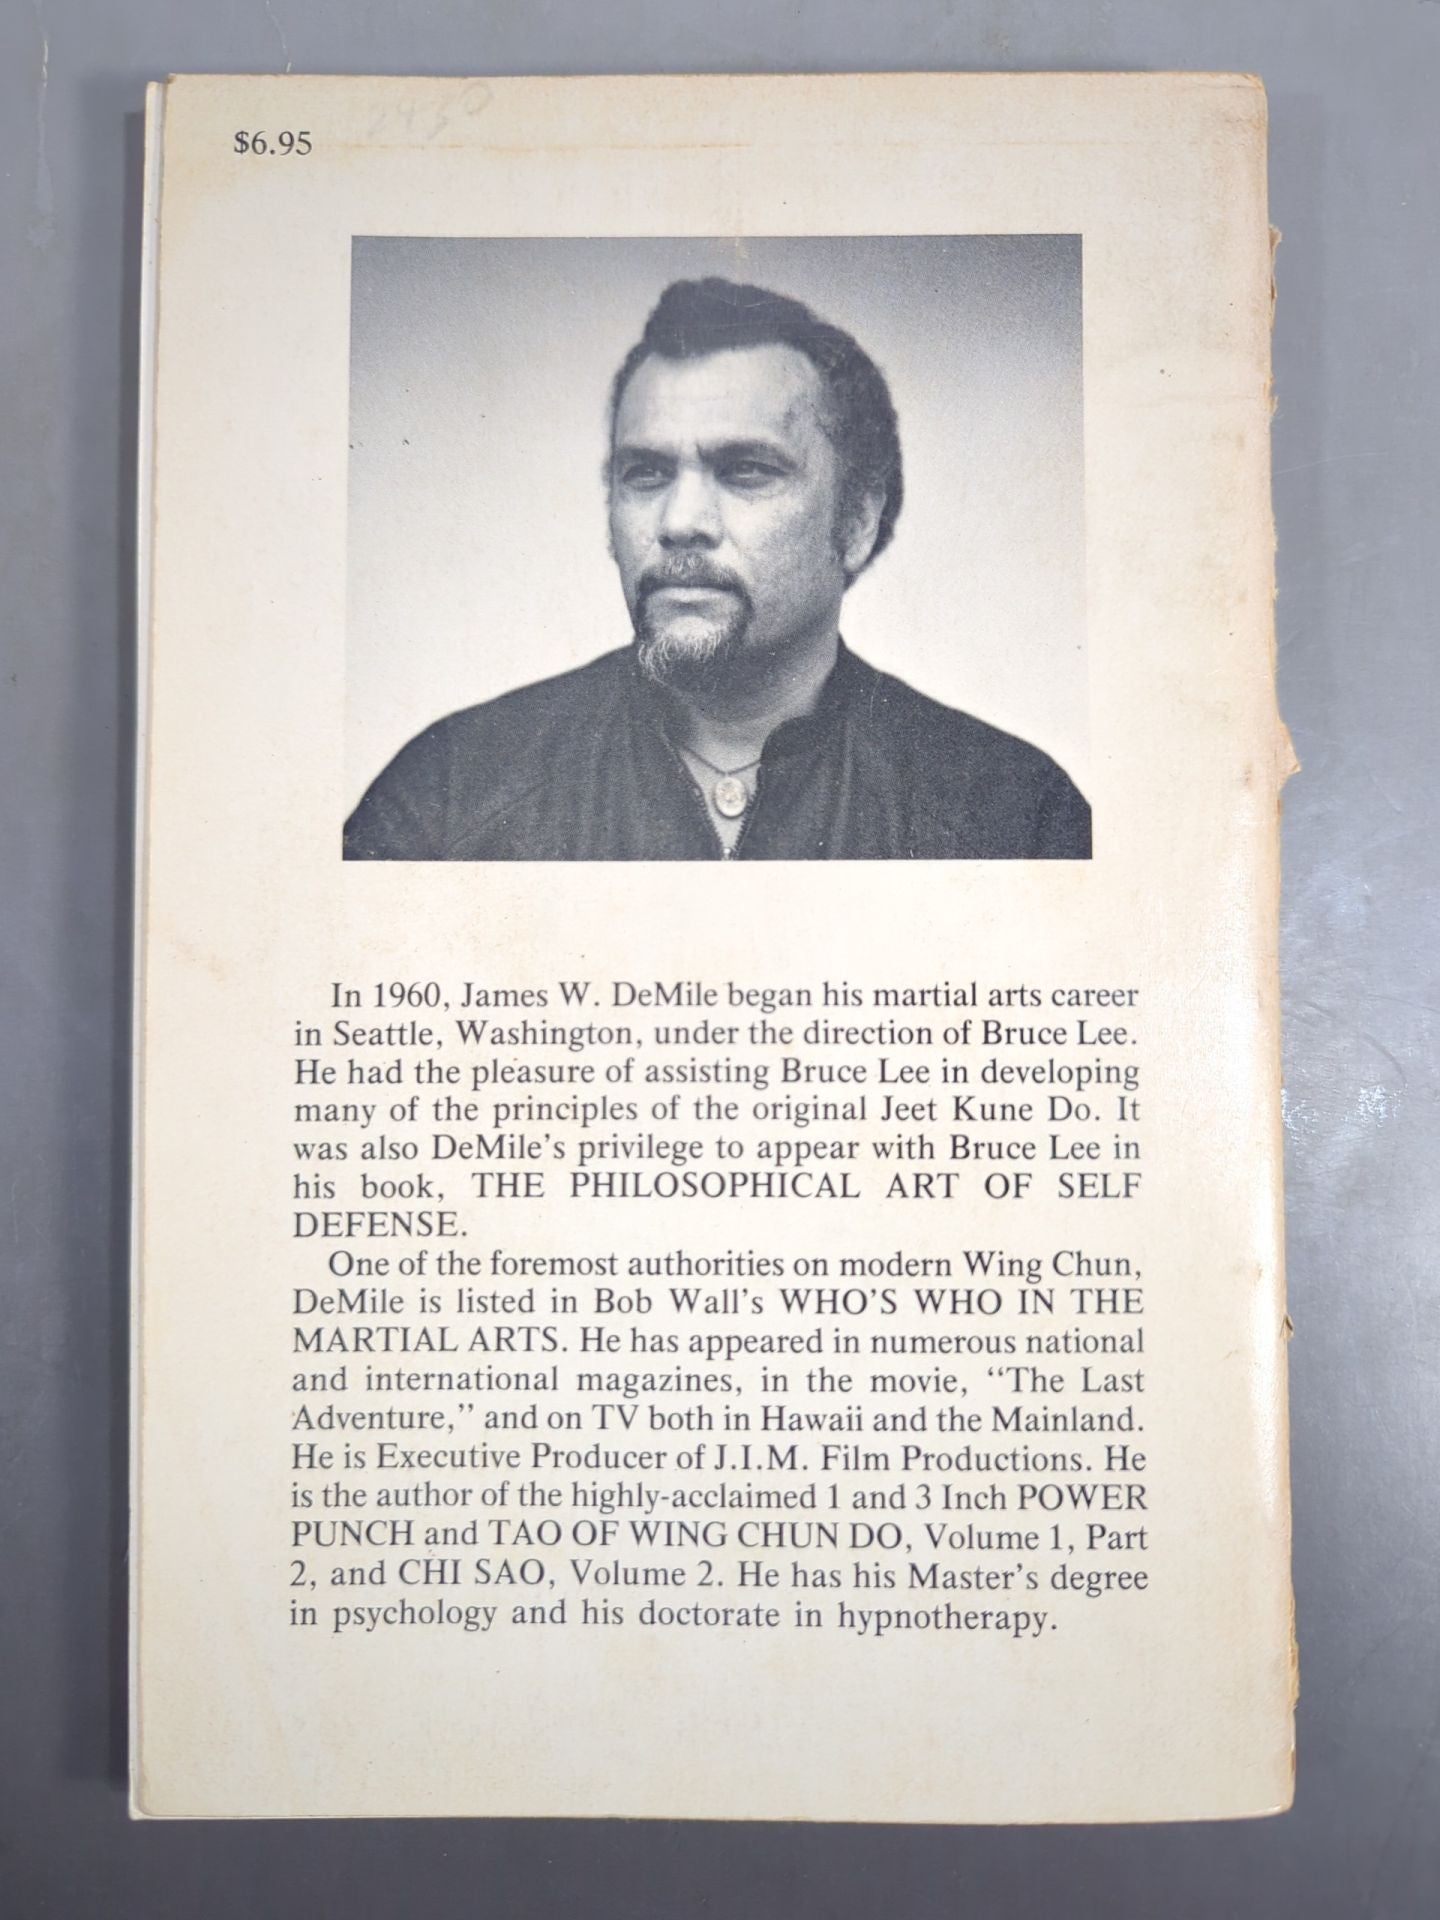 2450
$6.95
In 1960, James W. DeMile began his martial arts career
in Seattle, Washington, under the direction of Bruce Lee.
He had the pleasure of assisting Bruce Lee in developing
many of the principles of the original Jeet Kune Do. It
was also DeMile's privilege to appear with Bruce Lee in
his book, THE PHILOSOPHICAL ART OF SELF
DEFENSE.
One of the foremost authorities on modern Wing Chun,
DeMile is listed in Bob Wall's WHO'S WHO IN THE
MARTIAL ARTS. He has appeared in numerous national
and international magazines, in the movie, "The Last
Adventure," and on TV both in Hawaii and the Mainland.
He is Executive Producer of J.I.M. Film Productions. He
is the author of the highly-acclaimed 1 and 3 Inch POWER
PUNCH and TAO OF WING CHUN DO, Volume 1, Part
2, and CHI SAO, Volume 2. He has his Master's degree
in psychology and his doctorate in hypnotherapy.